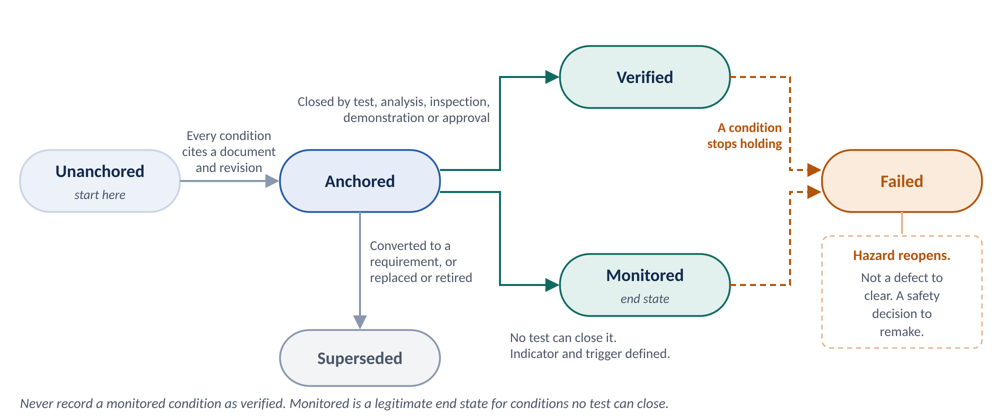 Verified
Closed by test, analysis, inspection,
demonstration or approval
A condition
stops holding
Every condition
cites a document
and revision
Unanchored
start here
Anchored
Failed
Converted to a
requirement, or
replaced or retired
Hazard reopens.
Not a defect to
clear. A safety
decision to
remake.
Monitored
end state
No test can close it.
Indicator and trigger defined.
Superseded
Never record a monitored condition as verified. Monitored is a legitimate end state for conditions no test can close.